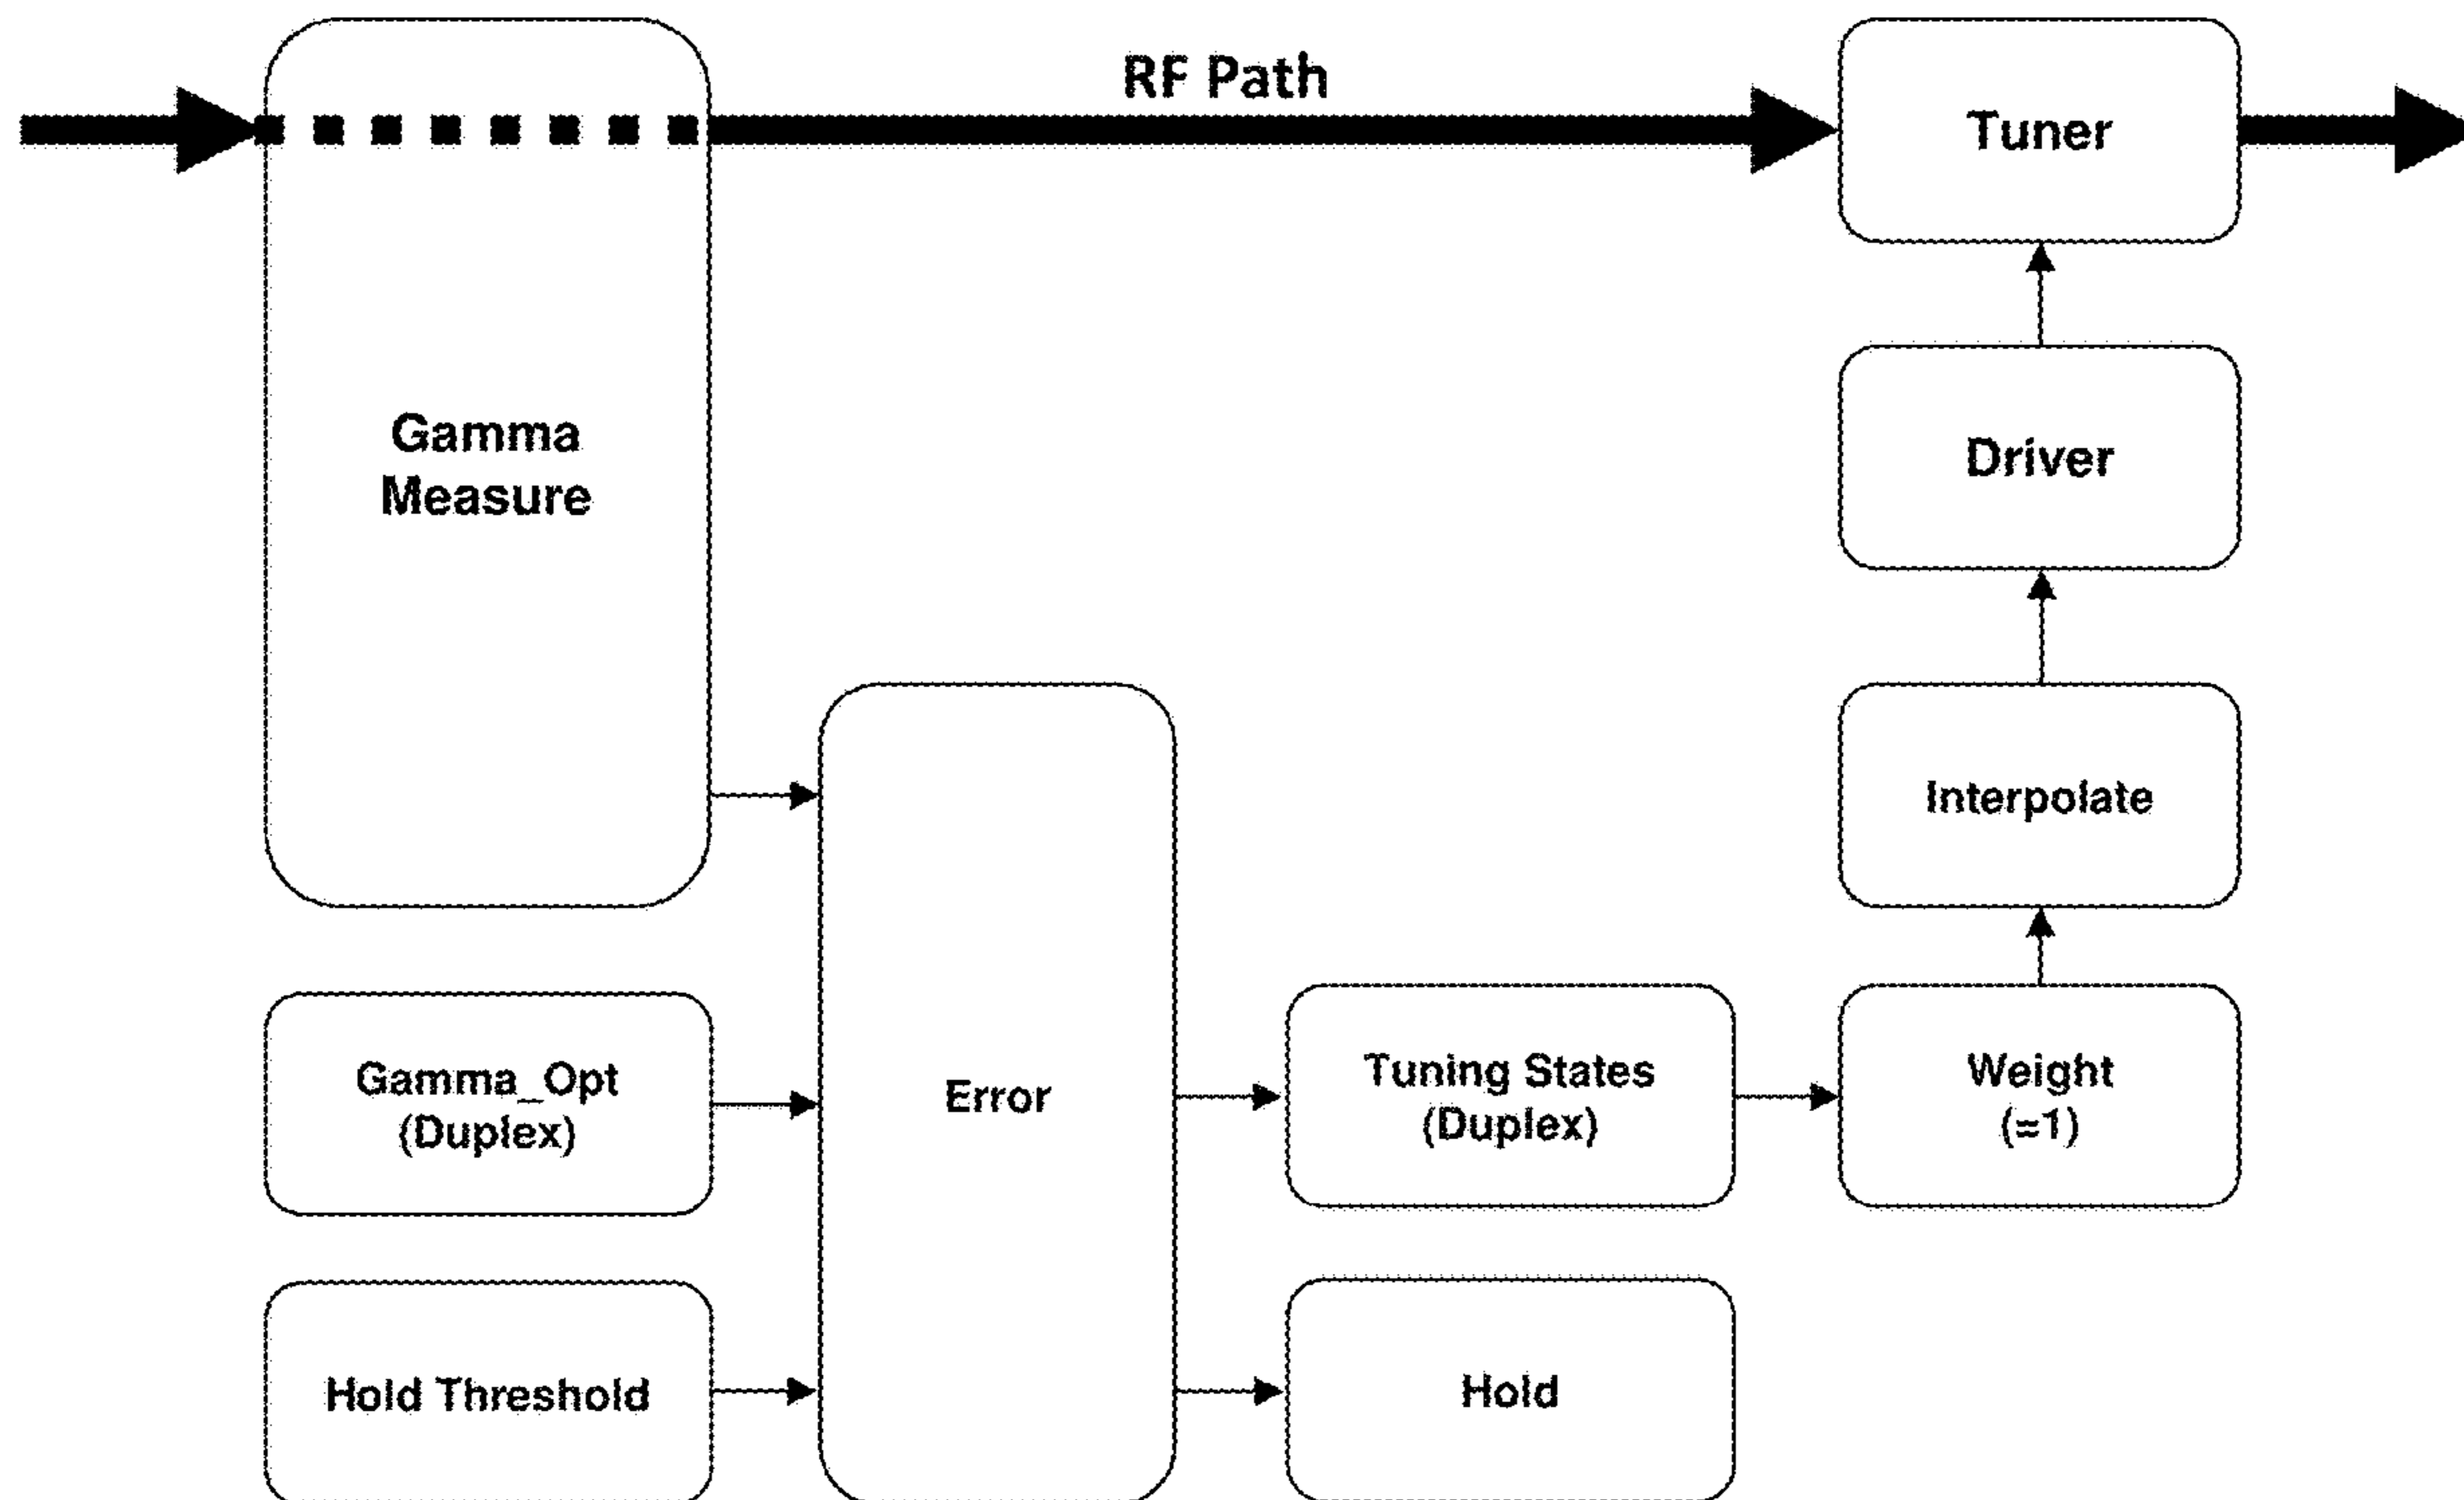 RF Path
Tuner
Gamma
Measure
Driver
Interpolate
Gamma_Opt
(Duplex)
Error
Tuning States
(Duplex)
Weight
(=1)
Hold Threshold
Hold